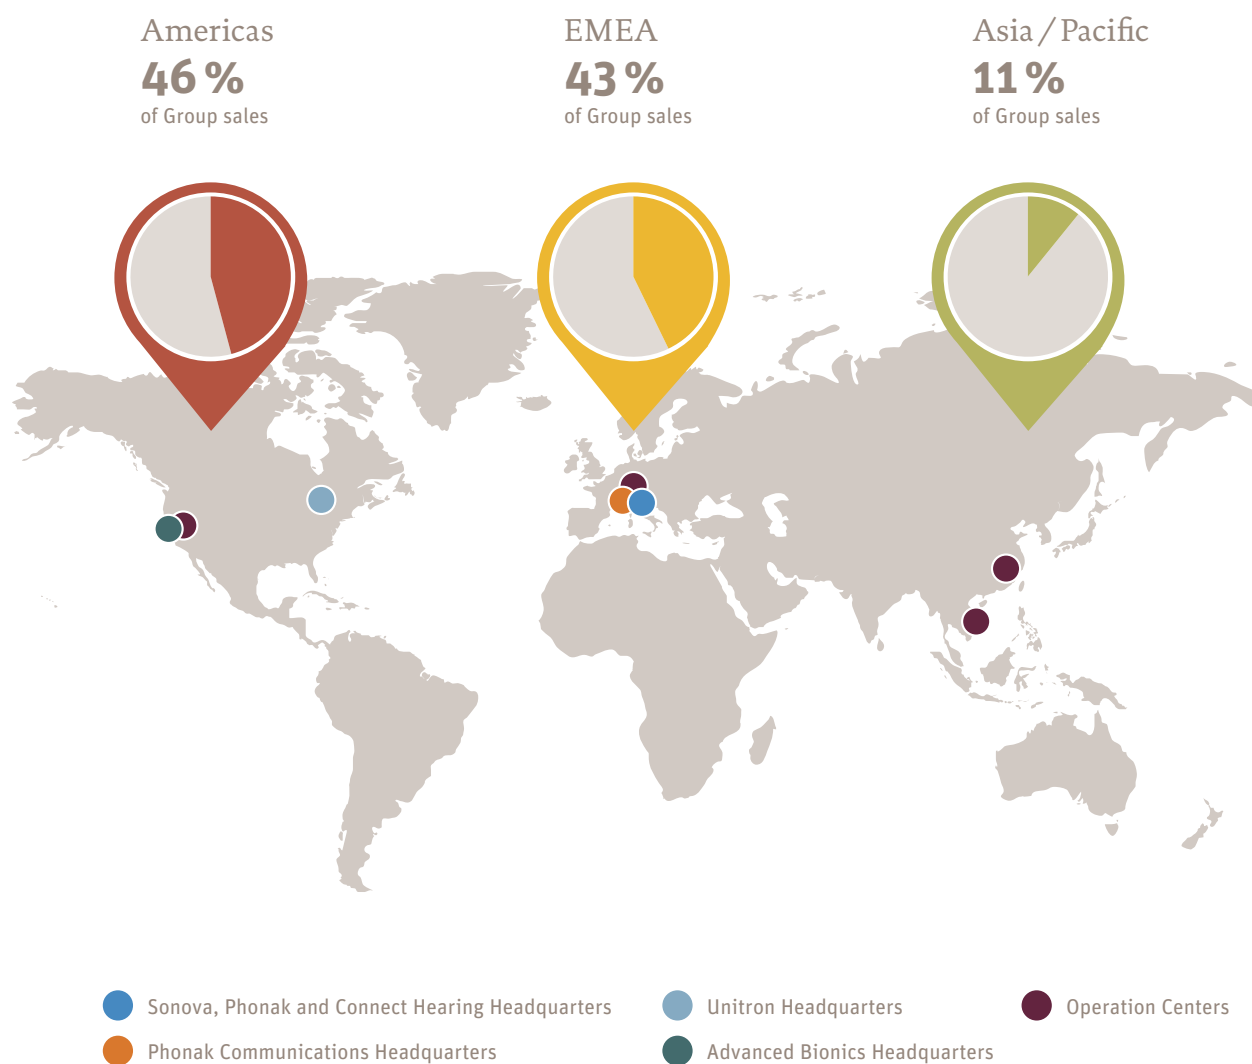 Americas
46 %
of Group sales
EMEA
43 %
of Group sales
Asia / Pacific
11 %
of Group sales
Sonova, Phonak and Connect Hearing Headquarters
Unitron Headquarters
Operation Centers
Phonak Communications Headquarters
Advanced Bionics Headquarters